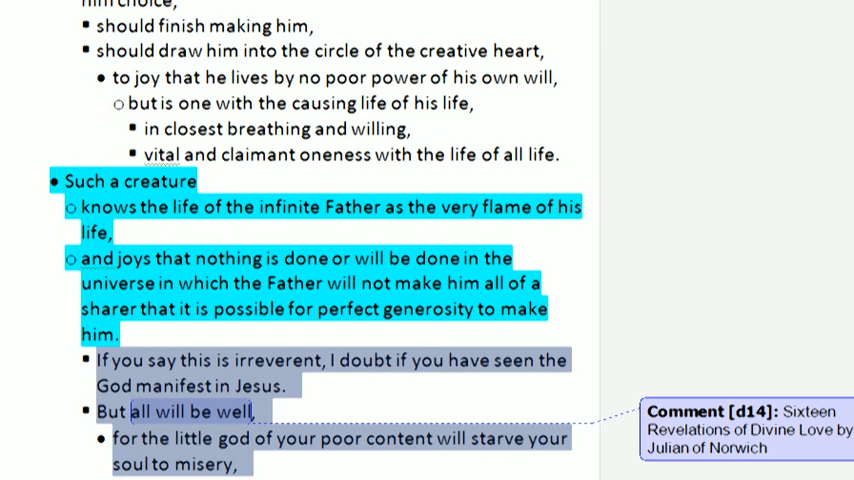 him choice,
▪ should finish making him,
▪ should draw him into the circle of the creative heart,
• to joy that he lives by no poor power of his own will,
○ but is one with the causing life of his life,
▪ in closest breathing and willing,
▪ vital and claimant oneness with the life of all life.
• Such a creature
○ knows the life of the infinite Father as the very flame of his
life,
○ and joys that nothing is done or will be done in the
universe in which the Father will not make him all of a
sharer that it is possible for perfect generosity to make
him.
▪ If you say this is irreverent, I doubt if you have seen the
God manifest in Jesus.
▪ But all will be well,
• for the little god of your poor content will starve your
soul to misery,
Comment [d14]: Sixteen
Revelations of Divine Love by
Julian of Norwich